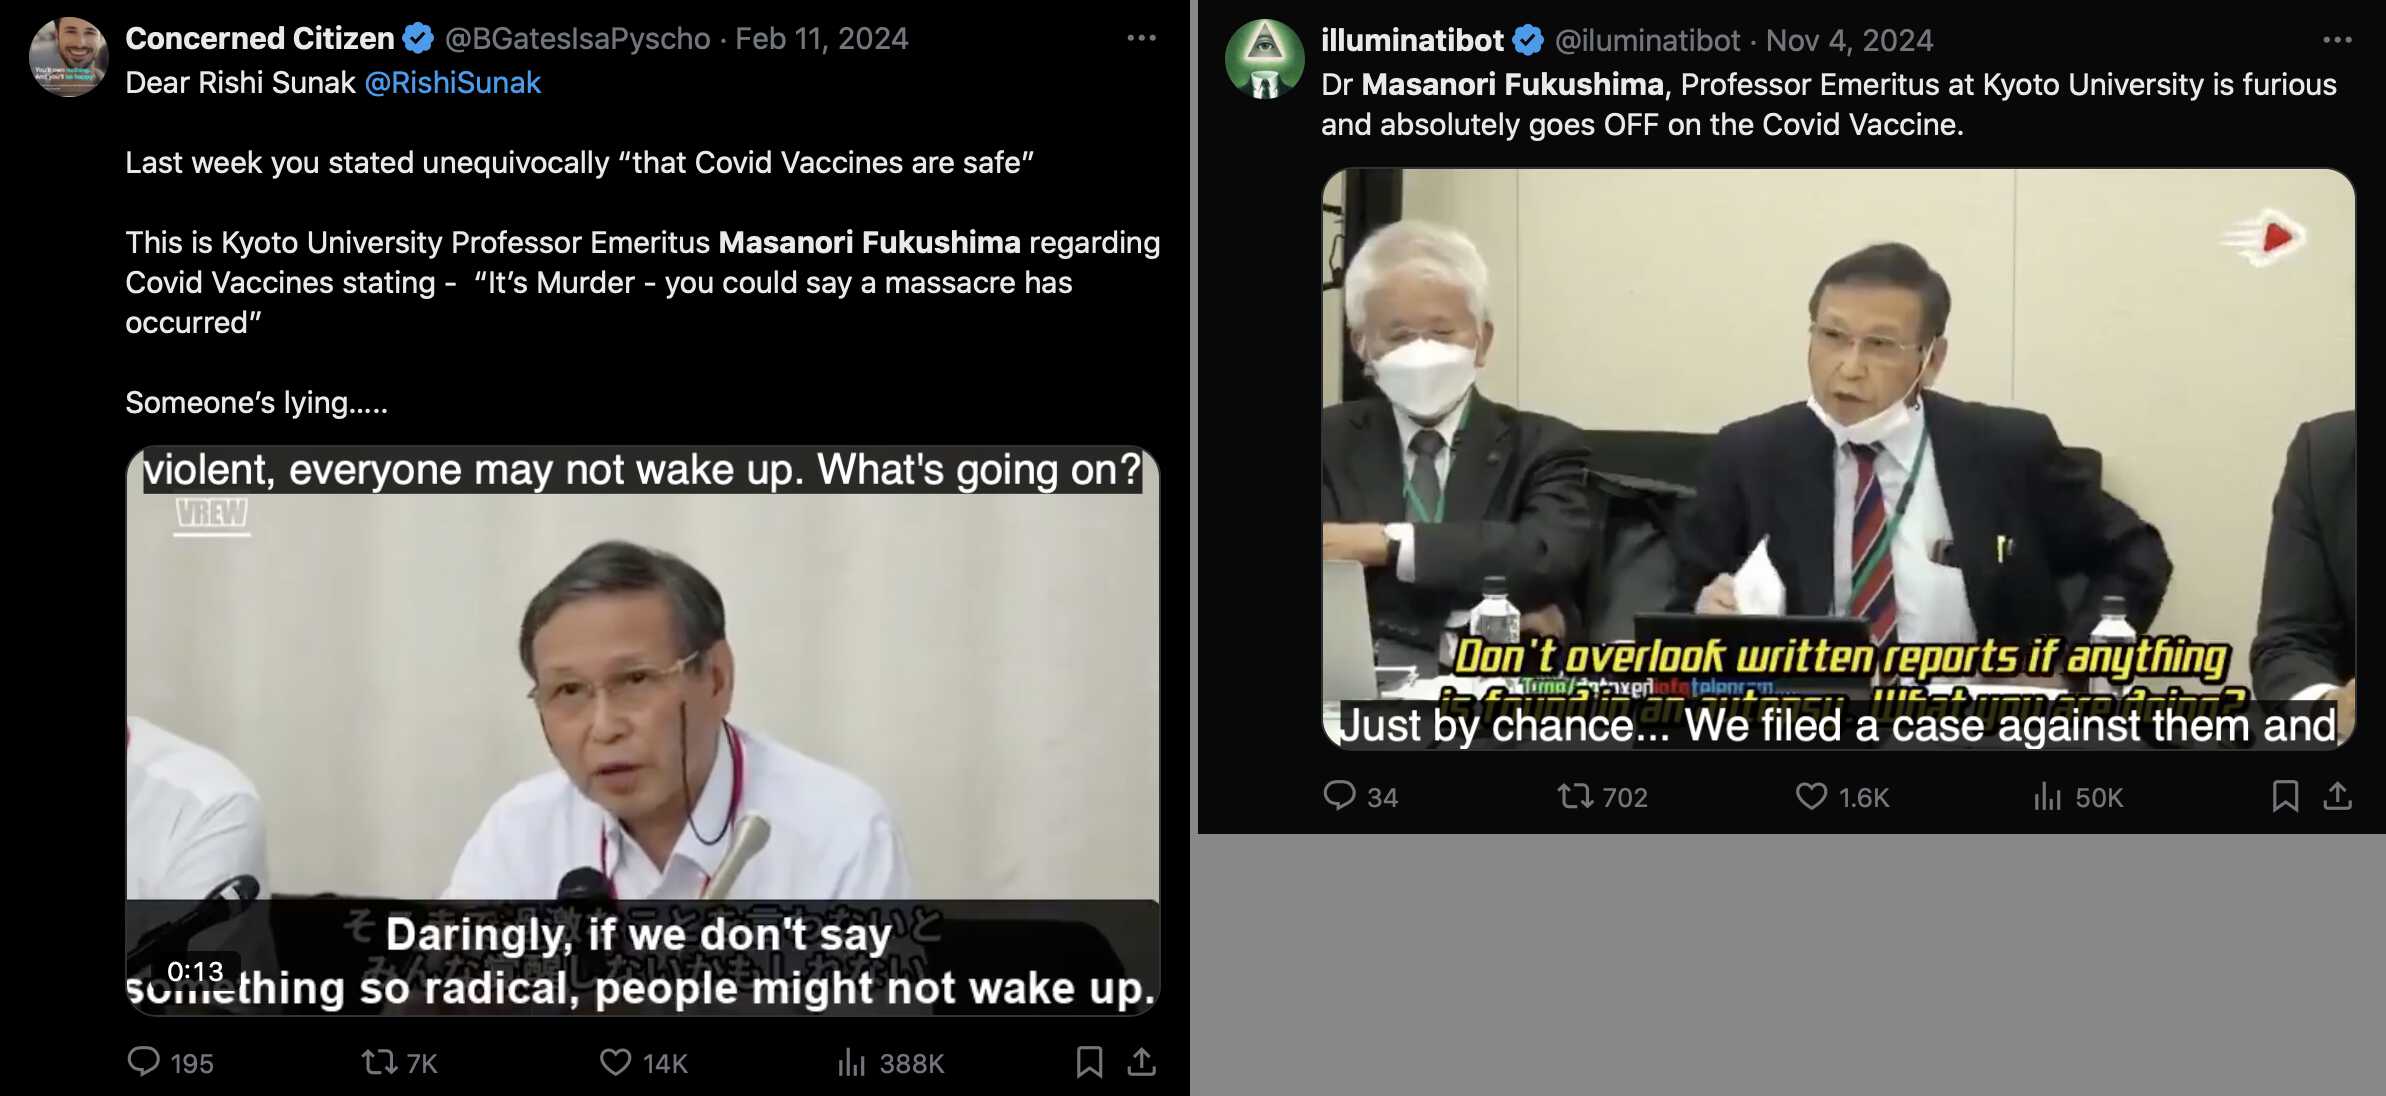 Concerned Citizen @BGatesIsaPyscho · Feb 11, 2024
Dear Rishi Sunak @RishiSunak
Last week you stated unequivocally “that Covid Vaccines are safe”
This is Kyoto University Professor Emeritus Masanori Fukushima regarding
Covid Vaccines stating - “It’s Murder - you could say a massacre has
occurred”
Someone’s lying.....
violent, everyone may not wake up. What's going on?
VREW
Daringly, if we don't say
something so radical, people might not wake up.
0:13
195 7K 14K 388K
illuminatibot @iluminatibot · Nov 4, 2024
Dr Masanori Fukushima, Professor Emeritus at Kyoto University is furious
and absolutely goes OFF on the Covid Vaccine.
Don't overlook written reports if anything
is found in an autopsy. What you are doing?
Just by chance... We filed a case against them and
34 702 1.6K 50K